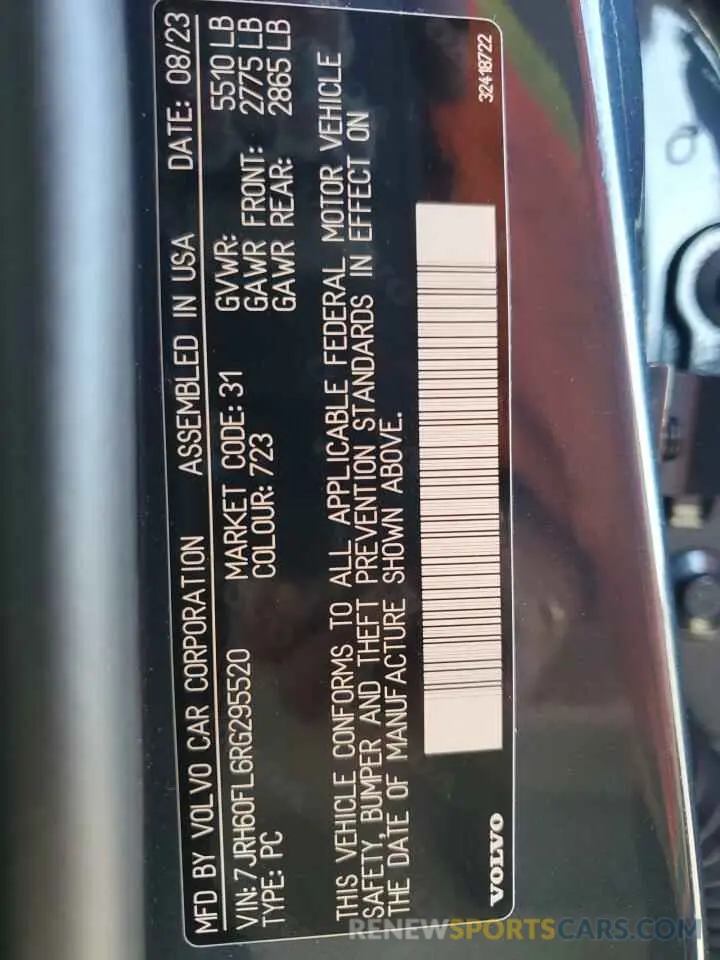 MFD BY VOLVO CAR CORPORATION ASSEMBLED IN USA DATE: 08/23
VIN: 7JRH60FL6RG295520 MARKET CODE: 31 GVWR: 5510 LB
TYPE: PC COLOUR: 723 GAWR FRONT: 2775 LB
GAWR REAR: 2865 LB
THIS VEHICLE CONFORMS TO ALL APPLICABLE FEDERAL MOTOR VEHICLE
SAFETY, BUMPER AND THEFT PREVENTION STANDARDS IN EFFECT ON
THE DATE OF MANUFACTURE SHOWN ABOVE.
VOLVO
32418722
RENEWSPORTSCARS.COM